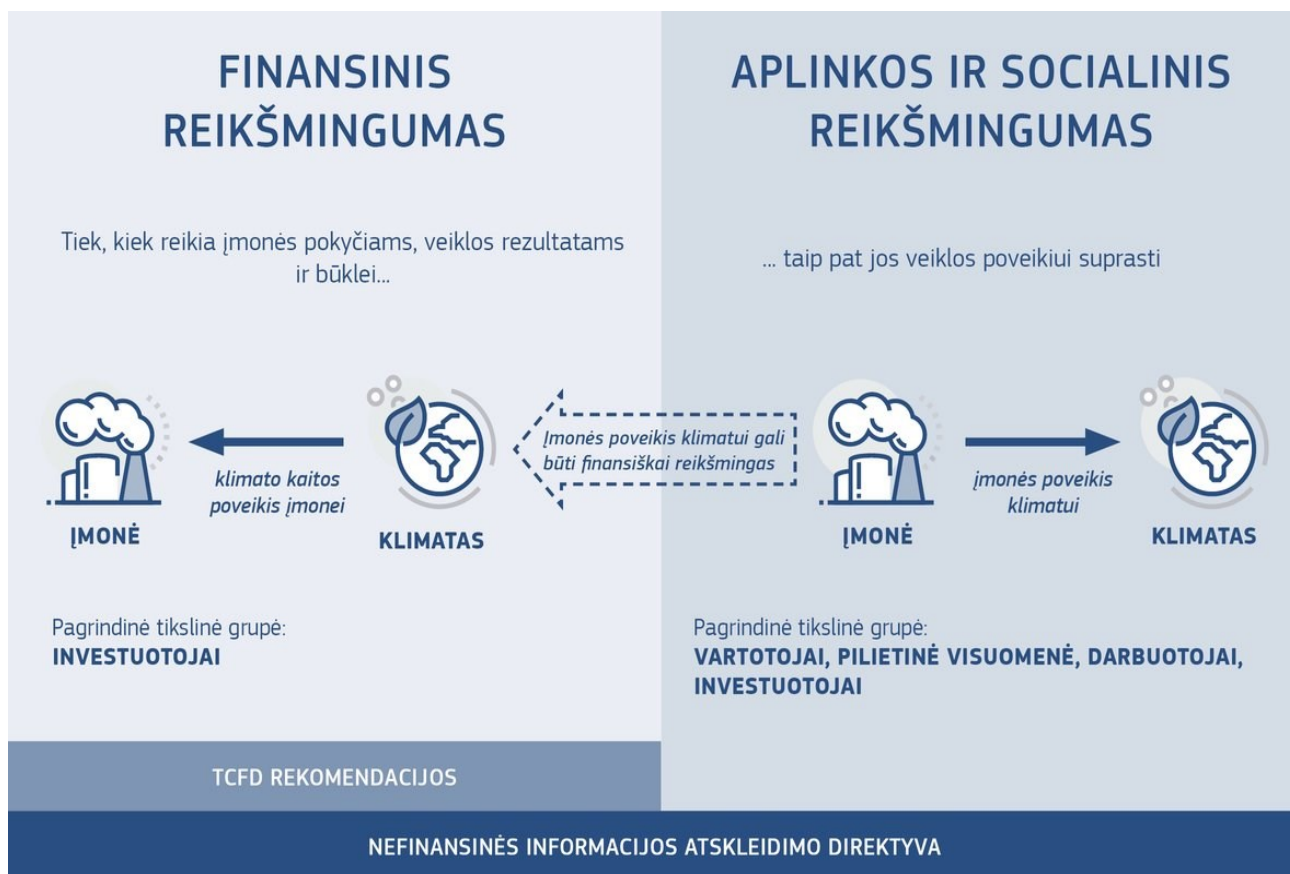 FINANSINIS
REIKŠMINGUMAS
Tiek, kiek reikia įmonės pokyčiams, veiklos rezultatams
ir būklei...
klimato kaitos
poveikis įmonei
ĮMONĖ
KLIMATAS
Įmonės poveikis klimatui gali
būti finansiškai reikšmingas
Pagrindinė tikslinė grupė:
INVESTUOTOJAI
APLINKOS IR SOCIALINIS
REIKŠMINGUMAS
... taip pat jos veiklos poveikiui suprasti
įmonės poveikis
klimatui
ĮMONĖ
KLIMATAS
Pagrindinė tikslinė grupė:
VARTOTOJAI, PILIETINĖ VISUOMENĖ, DARBUOTOJAI,
INVESTUOTOJAI
TCFD REKOMENDACIJOS
NEFINANSINĖS INFORMACIJOS ATSKLEIDIMO DIREKTYVA